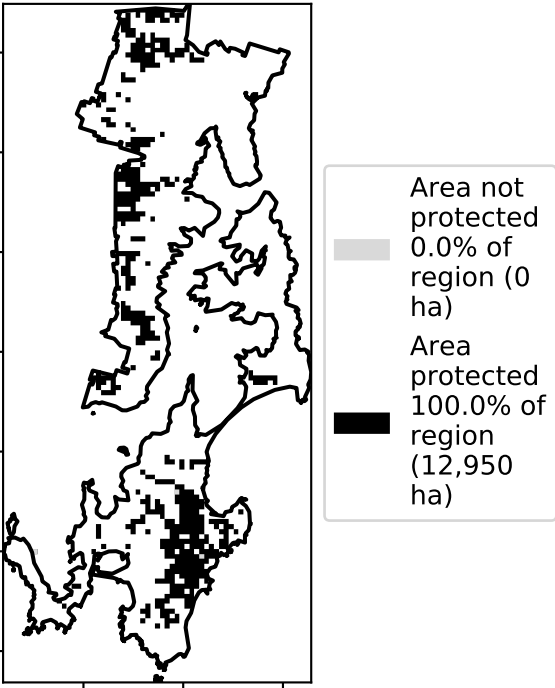 Area not
protected
0.0% of
region (0
ha)
Area
protected
100.0% of
region
(12,950
ha)